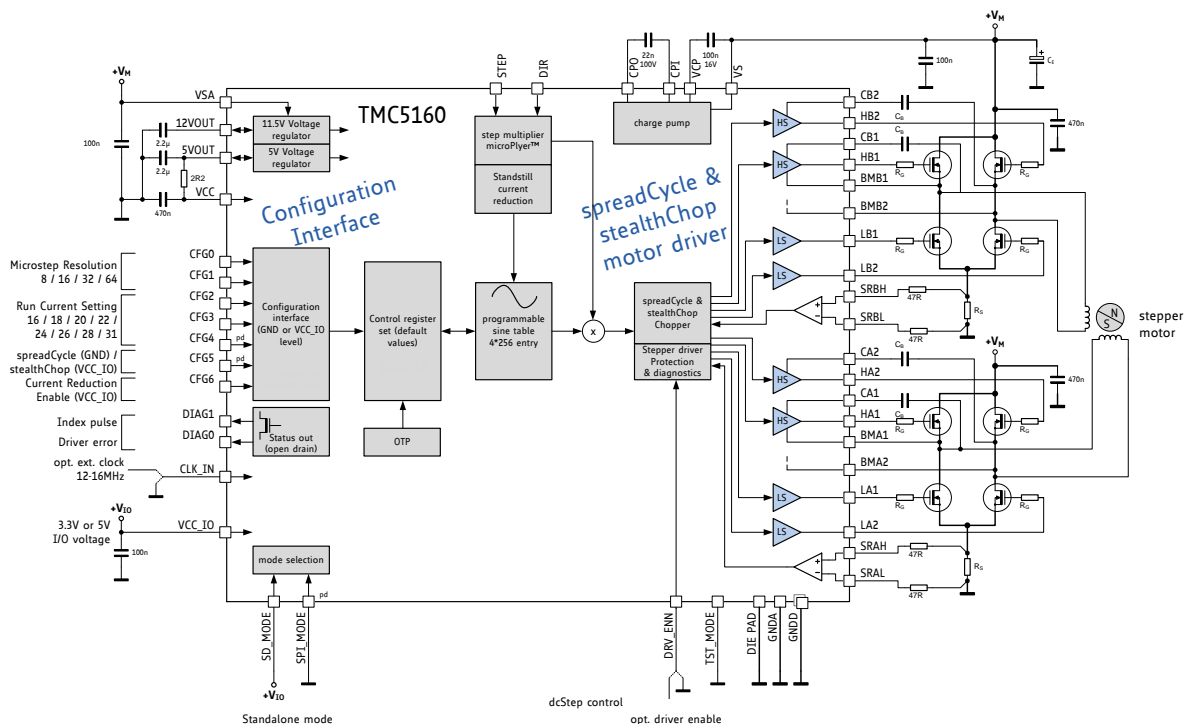 +VM
STEP
DIR
CPO
22n
100V
CPI
VCP
100n
16V
VS
100n
CE
+VM
VSA
TMC5160
12VOUT
11.5V Voltage
regulator
2.2µ
5VOUT
5V Voltage
regulator
2.2µ
100n
2R2
VCC
470n
step multiplier
microPlyer™
Standstill
current
reduction
charge pump
Configuration
Interface
spreadCycle &
stealthChop
motor driver
HS
CB2
HB2
CB
CB1
CB
HS
HB1
RG
RG
BMB1
BMB2
470n
LS
LB1
RG
RG
LS
LB2
SRBH
47R
RS
SRBL
47R
N
S
stepper
motor
Microstep Resolution
8 / 16 / 32 / 64
Run Current Setting
16 / 18 / 20 / 22 /
24 / 26 / 28 / 31
spreadCycle (GND) /
stealthChop (VCC_IO)
Current Reduction
Enable (VCC_IO)
CFG0
CFG1
CFG2
CFG3
CFG4
pd
CFG5
pd
CFG6
Configuration
interface
(GND or VCC_IO
level)
Control register
set (default
values)
programmable
sine table
4*256 entry
x
spreadCycle &
stealthChop
Chopper
Stepper driver
Protection
& diagnostics
+VM
CA2
HS
HA2
CB
CA1
CB
HS
HA1
RG
RG
BMA1
BMA2
470n
LS
LA1
RG
RG
LS
LA2
SRAH
47R
RS
SRAL
47R
Index pulse
DIAG1
Driver error
DIAG0
Status out
(open drain)
OTP
opt. ext. clock
12-16MHz
CLK_IN
+VIO
3.3V or 5V
I/O voltage
VCC_IO
100n
mode selection
pd
SD_MODE
SPI_MODE
+VIO
Standalone mode
DRV_ENN
TST_MODE
DIE PAD
GNDA
GNDD
dcStep control
opt. driver enable